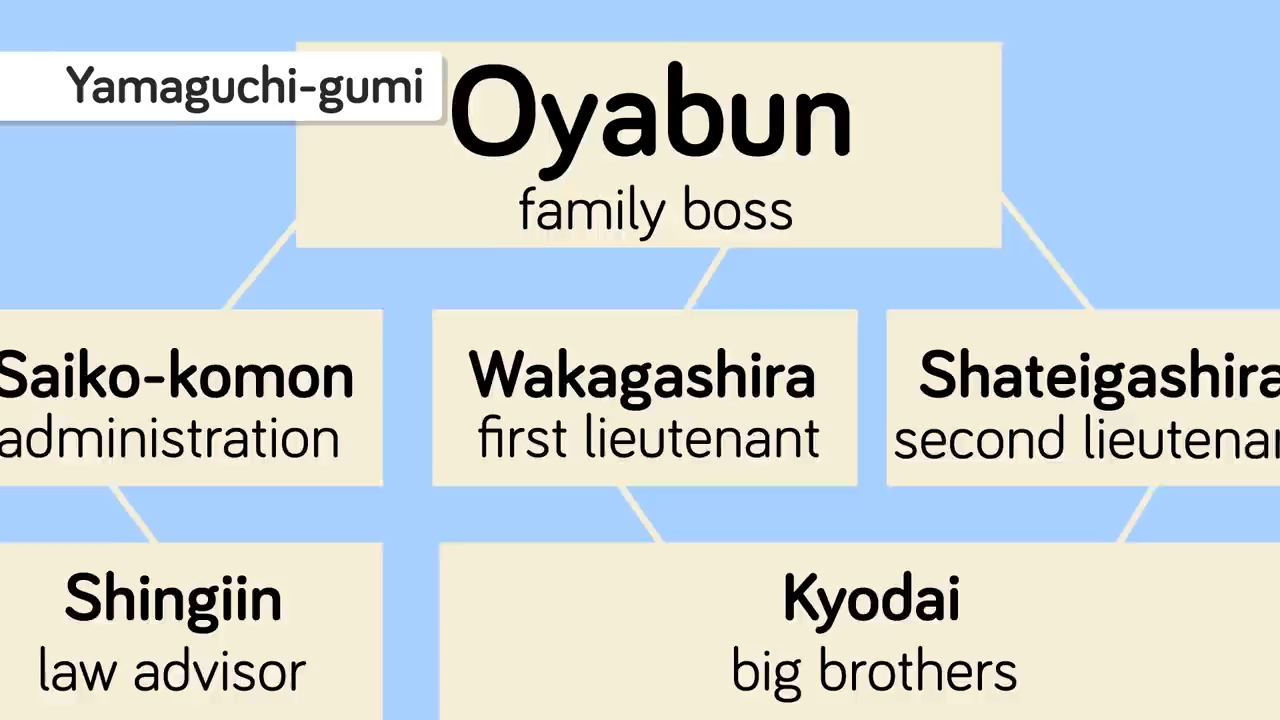 Yamaguchi-gumi
Oyabun
family boss
Saiko-komon
administration
Wakagashira
first lieutenant
Shateigashira
second lieutenan
Shingiin
law advisor
Kyodai
big brothers